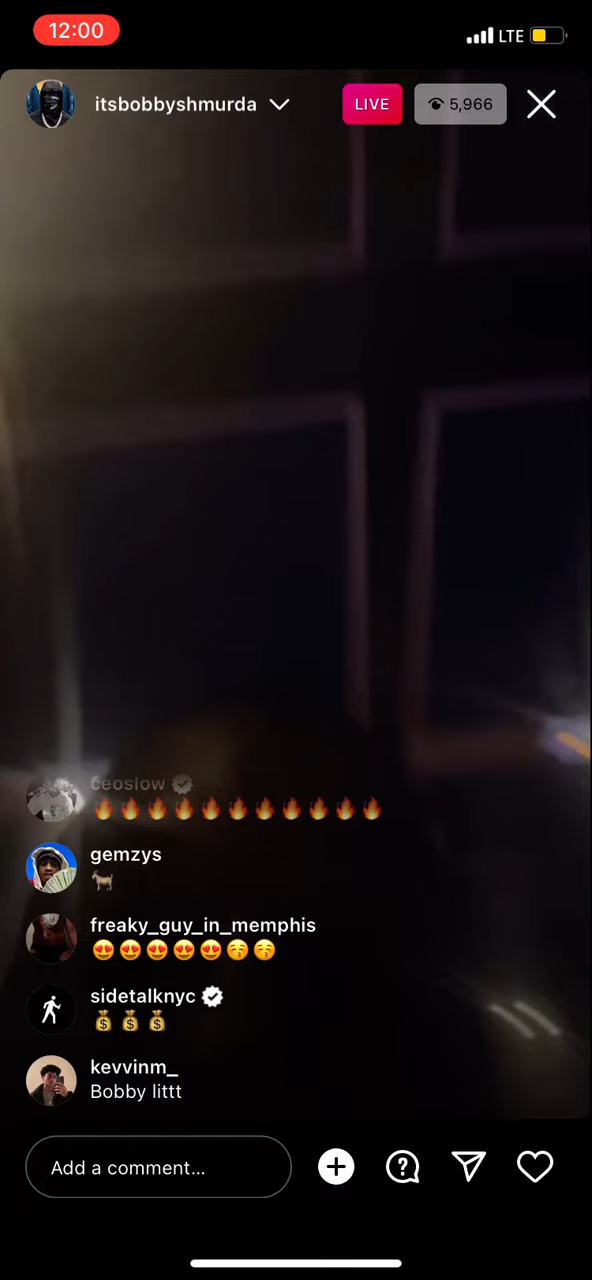 12:00
LTE
itsbobbyshmurda
LIVE
5,966
ceoslow
🔥🔥🔥🔥🔥🔥🔥🔥🔥🔥🔥
gemzys
🐐
freaky_guy_in_memphis
😍😍😍😍😍😚😚
sidetalknyc
💰💰💰
kevvinm_
Bobby littt
Add a comment...